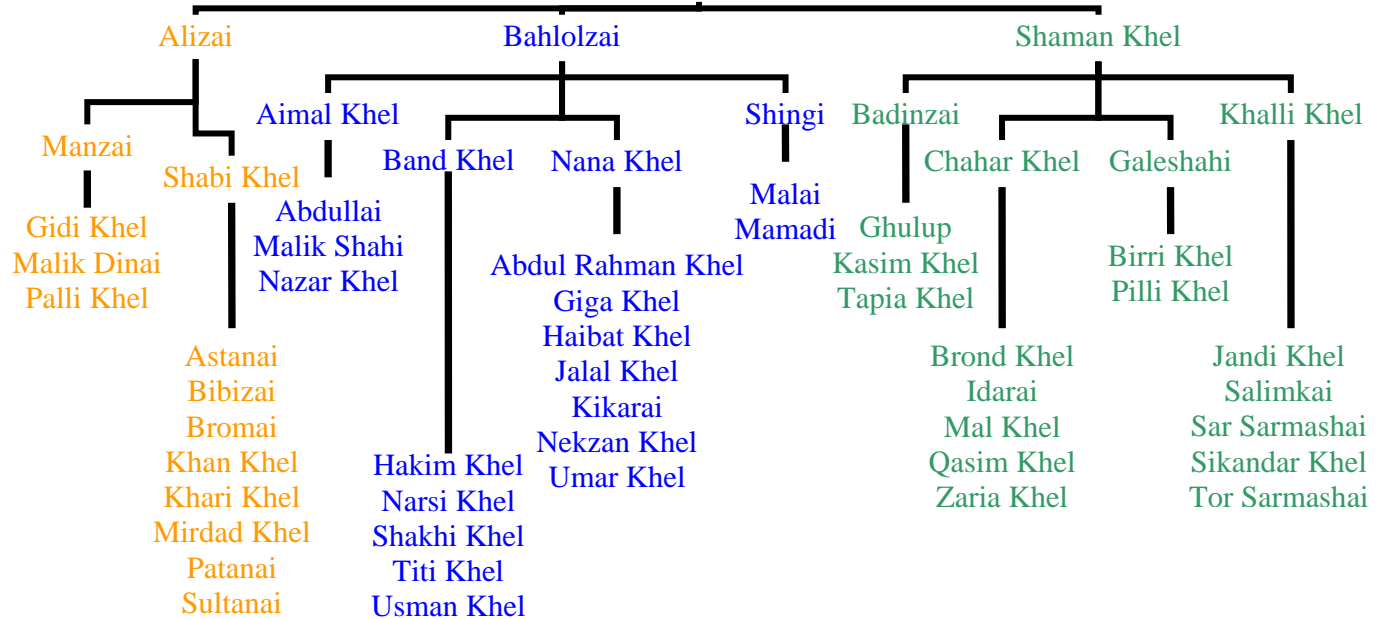 Alizai
Bahlolzai
Shaman Khel
Manzai
Gidi Khel
Malik Dinai
Palli Khel
Shabi Khel
Astanai
Bibizai
Bromai
Khan Khel
Khari Khel
Mirdad Khel
Patanai
Sultanai
Aimal Khel
Abdullai
Malik Shahi
Nazar Khel
Band Khel
Hakim Khel
Narsi Khel
Shakhi Khel
Titi Khel
Usman Khel
Nana Khel
Abdul Rahman Khel
Giga Khel
Haibat Khel
Jalal Khel
Kikarai
Nekzan Khel
Umar Khel
Shingi
Malai
Mamadi
Badinzai
Ghulup
Kasim Khel
Tapia Khel
Chahar Khel
Brond Khel
Idarai
Mal Khel
Qasim Khel
Zaria Khel
Galeshahi
Birri Khel
Pilli Khel
Khalli Khel
Jandi Khel
Salimkai
Sar Sarmashai
Sikandar Khel
Tor Sarmashai